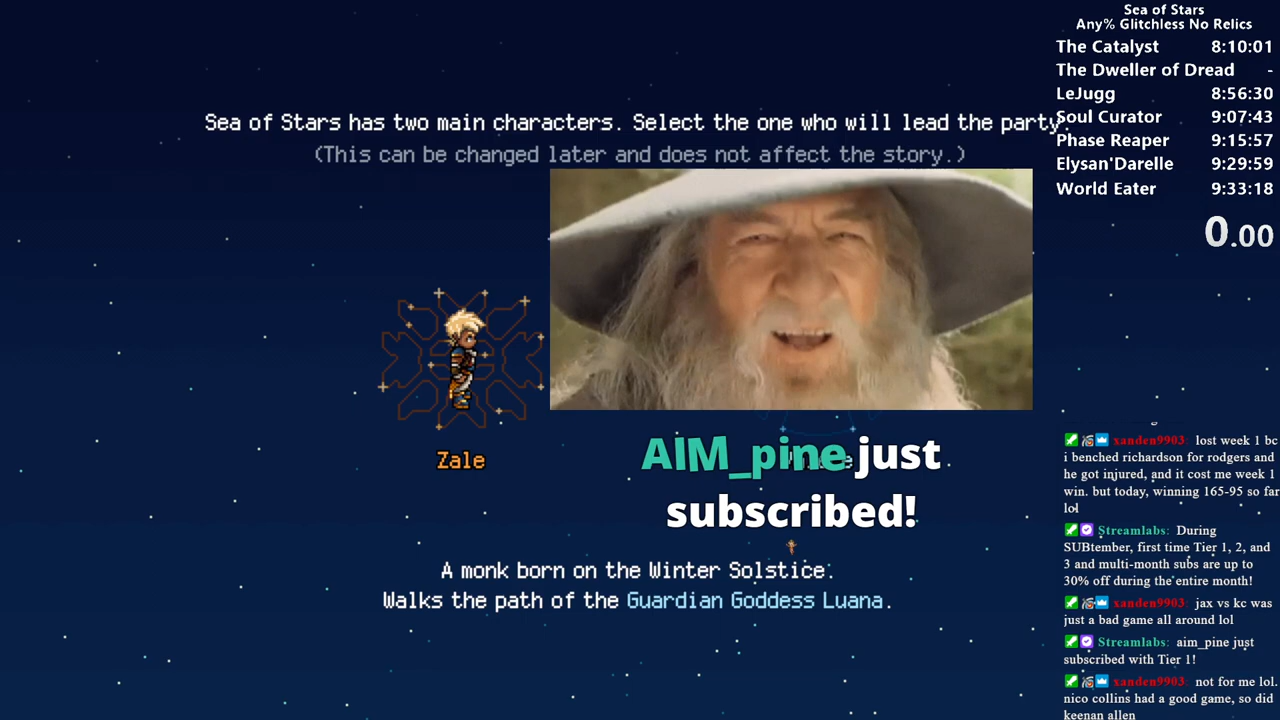 Sea of Stars
Any% Glitchless No Relics
The Catalyst 8:10:01
The Dweller of Dread -
LeJugg 8:56:30
Soul Curator 9:07:43
Phase Reaper 9:15:57
Elysan'Darelle 9:29:59
World Eater 9:33:18
0.00
Sea of Stars has two main characters. Select the one who will lead the party.
(This can be changed later and does not affect the story.)
Zale
AIM_pine just
subscribed!
A monk born on the Winter Solstice.
Walks the path of the Guardian Goddess Luana.
xanden9903: lost week 1 bc
i benched richardson for rodgers and
he got injured, and it cost me week 1
win. but today, winning 165-95 so far
lol
Streamlabs: During
SUBtember, first time Tier 1, 2, and
3 and multi-month subs are up to
30% off during the entire month!
xanden9903: jax vs kc was
just a bad game all around lol
Streamlabs: aim_pine just
subscribed with Tier 1!
xanden9903: not for me lol.
nico collins had a good game, so did
keenan allen